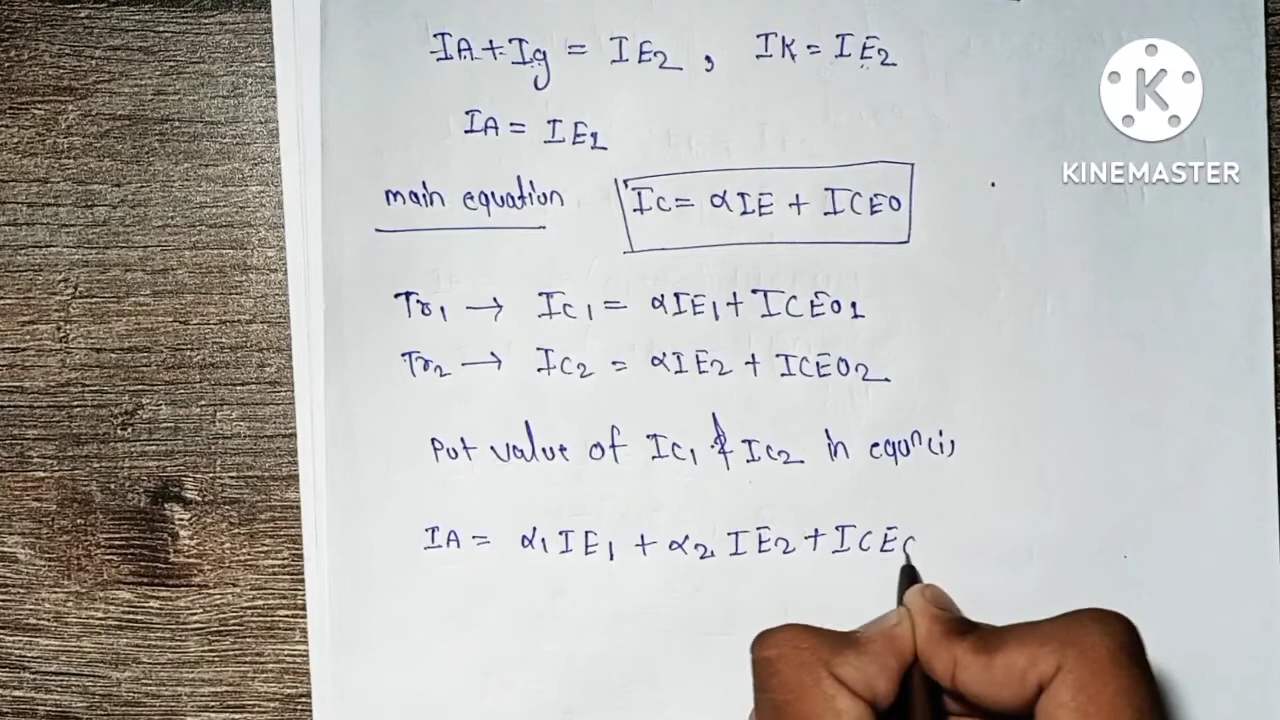 IA + Ig = IE2 , IK = IE2
IA = IE1
main equation IC = αIE + ICEO
Tr1 → IC1 = αIE1 + ICEO1
Tr2 → IC2 = αIE2 + ICEO2
Put value of IC1 & IC2 in equn(i)
IA = α1IE1 + α2IE2 + ICE
K
KINEMASTER